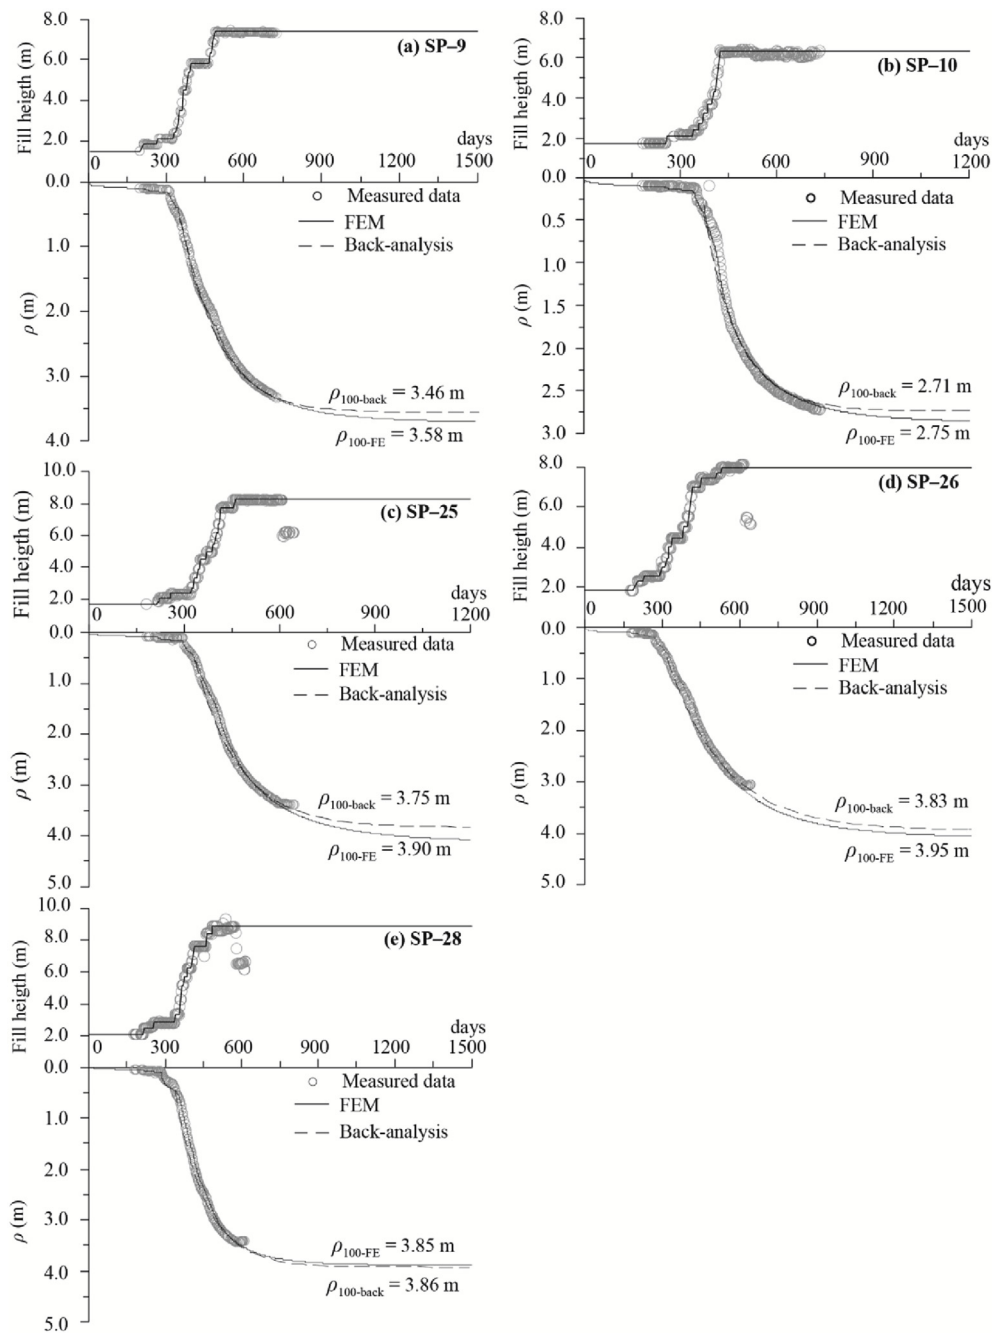 8.0
6.0
4.0
2.0
Fill heigth (m)
(a) SP–9
days
0 300 600 900 1200 1500
0.0
1.0
2.0
3.0
4.0
ρ (m)
Measured data
FEM
Back-analysis
ρ100-back = 3.46 m
ρ100-FE = 3.58 m
8.0
6.0
4.0
2.0
Fill heigth (m)
(b) SP–10
days
0 300 600 900 1200
0.0
0.5
1.0
1.5
2.0
2.5
3.0
ρ (m)
Measured data
FEM
Back-analysis
ρ100-back = 2.71 m
ρ100-FE = 2.75 m
10.0
8.0
6.0
4.0
2.0
Fill heigth (m)
(c) SP–25
days
0 300 600 900 1200
0.0
1.0
2.0
3.0
4.0
5.0
ρ (m)
Measured data
FEM
Back-analysis
ρ100-back = 3.75 m
ρ100-FE = 3.90 m
8.0
6.0
4.0
2.0
Fill heigth (m)
(d) SP–26
days
0 300 600 900 1200 1500
0.0
1.0
2.0
3.0
4.0
5.0
ρ (m)
Measured data
FEM
Back-analysis
ρ100-back = 3.83 m
ρ100-FE = 3.95 m
10.0
8.0
6.0
4.0
2.0
Fill heigth (m)
(e) SP–28
days
0 300 600 900 1200 1500
0.0
1.0
2.0
3.0
4.0
5.0
ρ (m)
Measured data
FEM
Back-analysis
ρ100-FE = 3.85 m
ρ100-back = 3.86 m